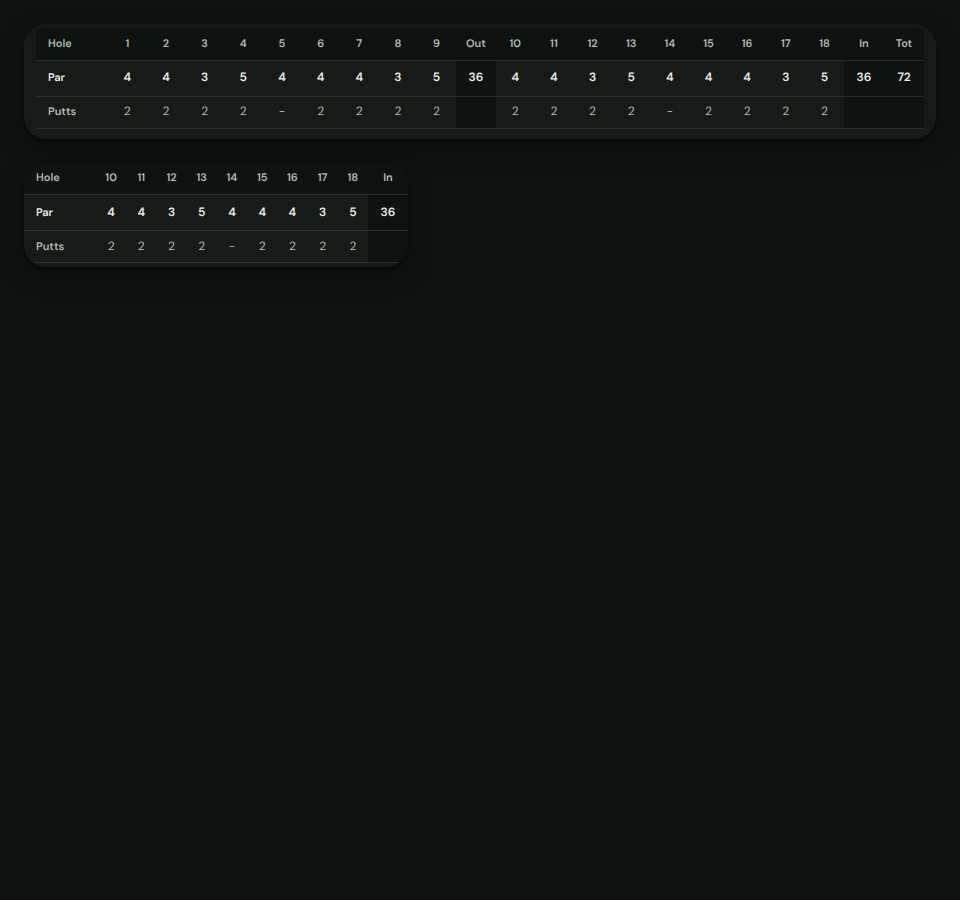 Hole 1 2 3 4 5 6 7 8 9 Out 10 11 12 13 14 15 16 17 18 In Tot
Par 4 4 3 5 4 4 4 3 5 36 4 4 3 5 4 4 4 3 5 36 72
Putts 2 2 2 2 – 2 2 2 2 2 2 2 2 – 2 2 2 2
Hole 10 11 12 13 14 15 16 17 18 In
Par 4 4 3 5 4 4 4 3 5 36
Putts 2 2 2 2 – 2 2 2 2